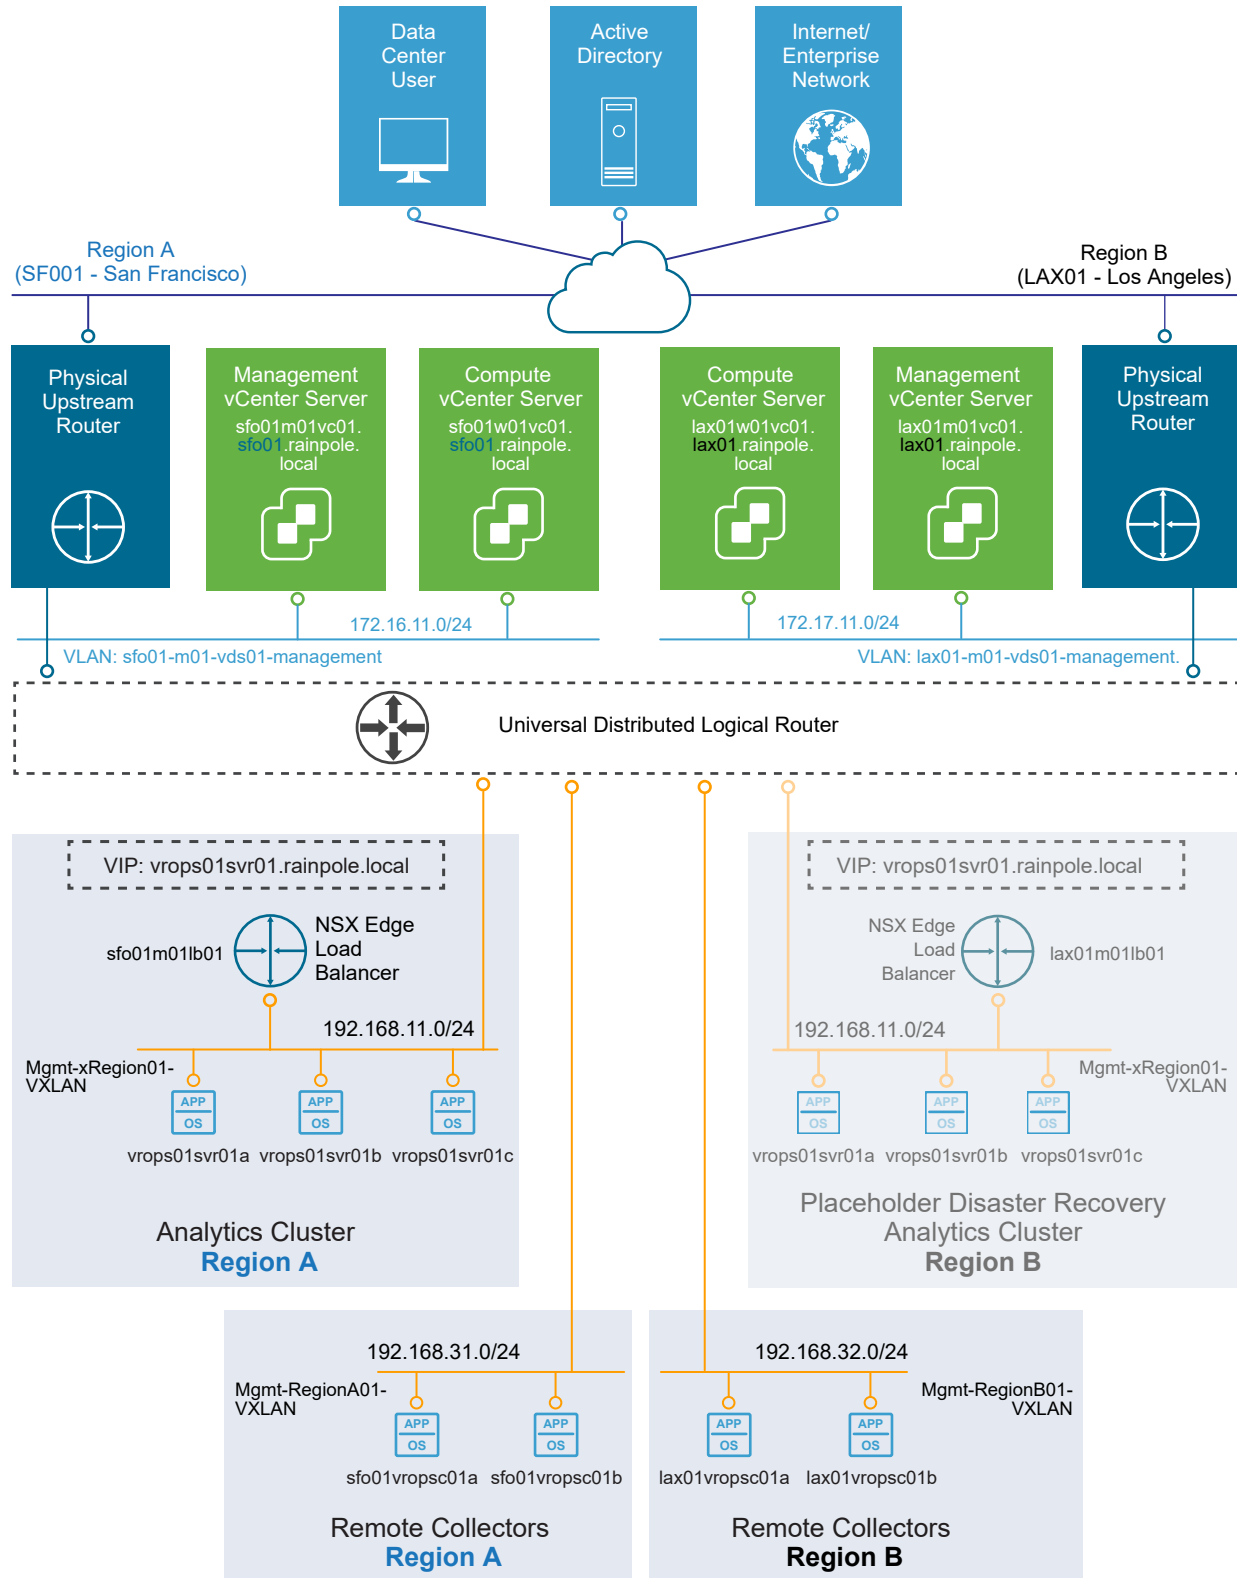 Data
Center
User
Active
Directory
Internet/
Enterprise
Network
Region A
(SF001 - San Francisco)
Region B
(LAX01 - Los Angeles)
Physical
Upstream
Router
Management
vCenter Server
sfo01m01vc01.
sfo01.rainpole.
local
Compute
vCenter Server
sfo01w01vc01.
sfo01.rainpole.
local
Compute
vCenter Server
lax01w01vc01.
lax01.rainpole.
local
Management
vCenter Server
lax01m01vc01.
lax01.rainpole.
local
Physical
Upstream
Router
172.16.11.0/24
VLAN: sfo01-m01-vds01-management
172.17.11.0/24
VLAN: lax01-m01-vds01-management.
Universal Distributed Logical Router
VIP: vrops01svr01.rainpole.local
sfo01m01lb01
NSX Edge
Load
Balancer
192.168.11.0/24
Mgmt-xRegion01-
VXLAN
APP
OS
APP
OS
APP
OS
vrops01svr01a
vrops01svr01b
vrops01svr01c
Analytics Cluster
Region A
VIP: vrops01svr01.rainpole.local
NSX Edge
Load
Balancer
lax01m01lb01
192.168.11.0/24
Mgmt-xRegion01-
VXLAN
APP
OS
APP
OS
APP
OS
vrops01svr01a
vrops01svr01b
vrops01svr01c
Placeholder Disaster Recovery
Analytics Cluster
Region B
192.168.31.0/24
Mgmt-RegionA01-
VXLAN
APP
OS
APP
OS
sfo01vropsc01a
sfo01vropsc01b
Remote Collectors
Region A
192.168.32.0/24
Mgmt-RegionB01-
VXLAN
APP
OS
APP
OS
lax01vropsc01a
lax01vropsc01b
Remote Collectors
Region B